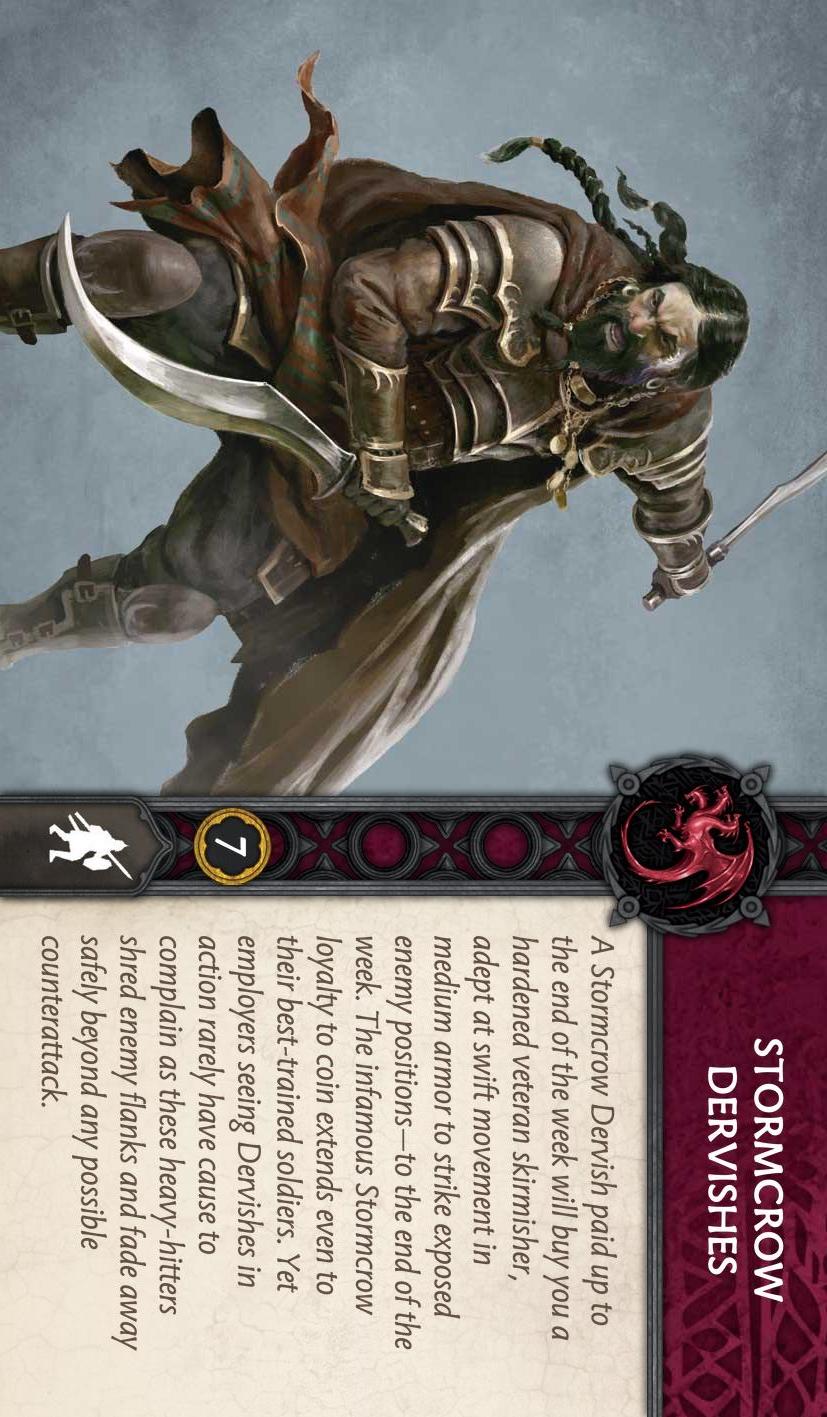 STORMCROW
DERVISHES
A Stormcrow Dervish paid up to
the end of the week will buy you a
hardened veteran skirmisher,
adept at swift movement in
medium armor to strike exposed
enemy positions—to the end of the
week. The infamous Stormcrow
loyalty to coin extends even to
their best-trained soldiers. Yet
employers seeing Dervishes in
action rarely have cause to
complain as these heavy-hitters
shred enemy flanks and fade away
safely beyond any possible
counterattack.
7